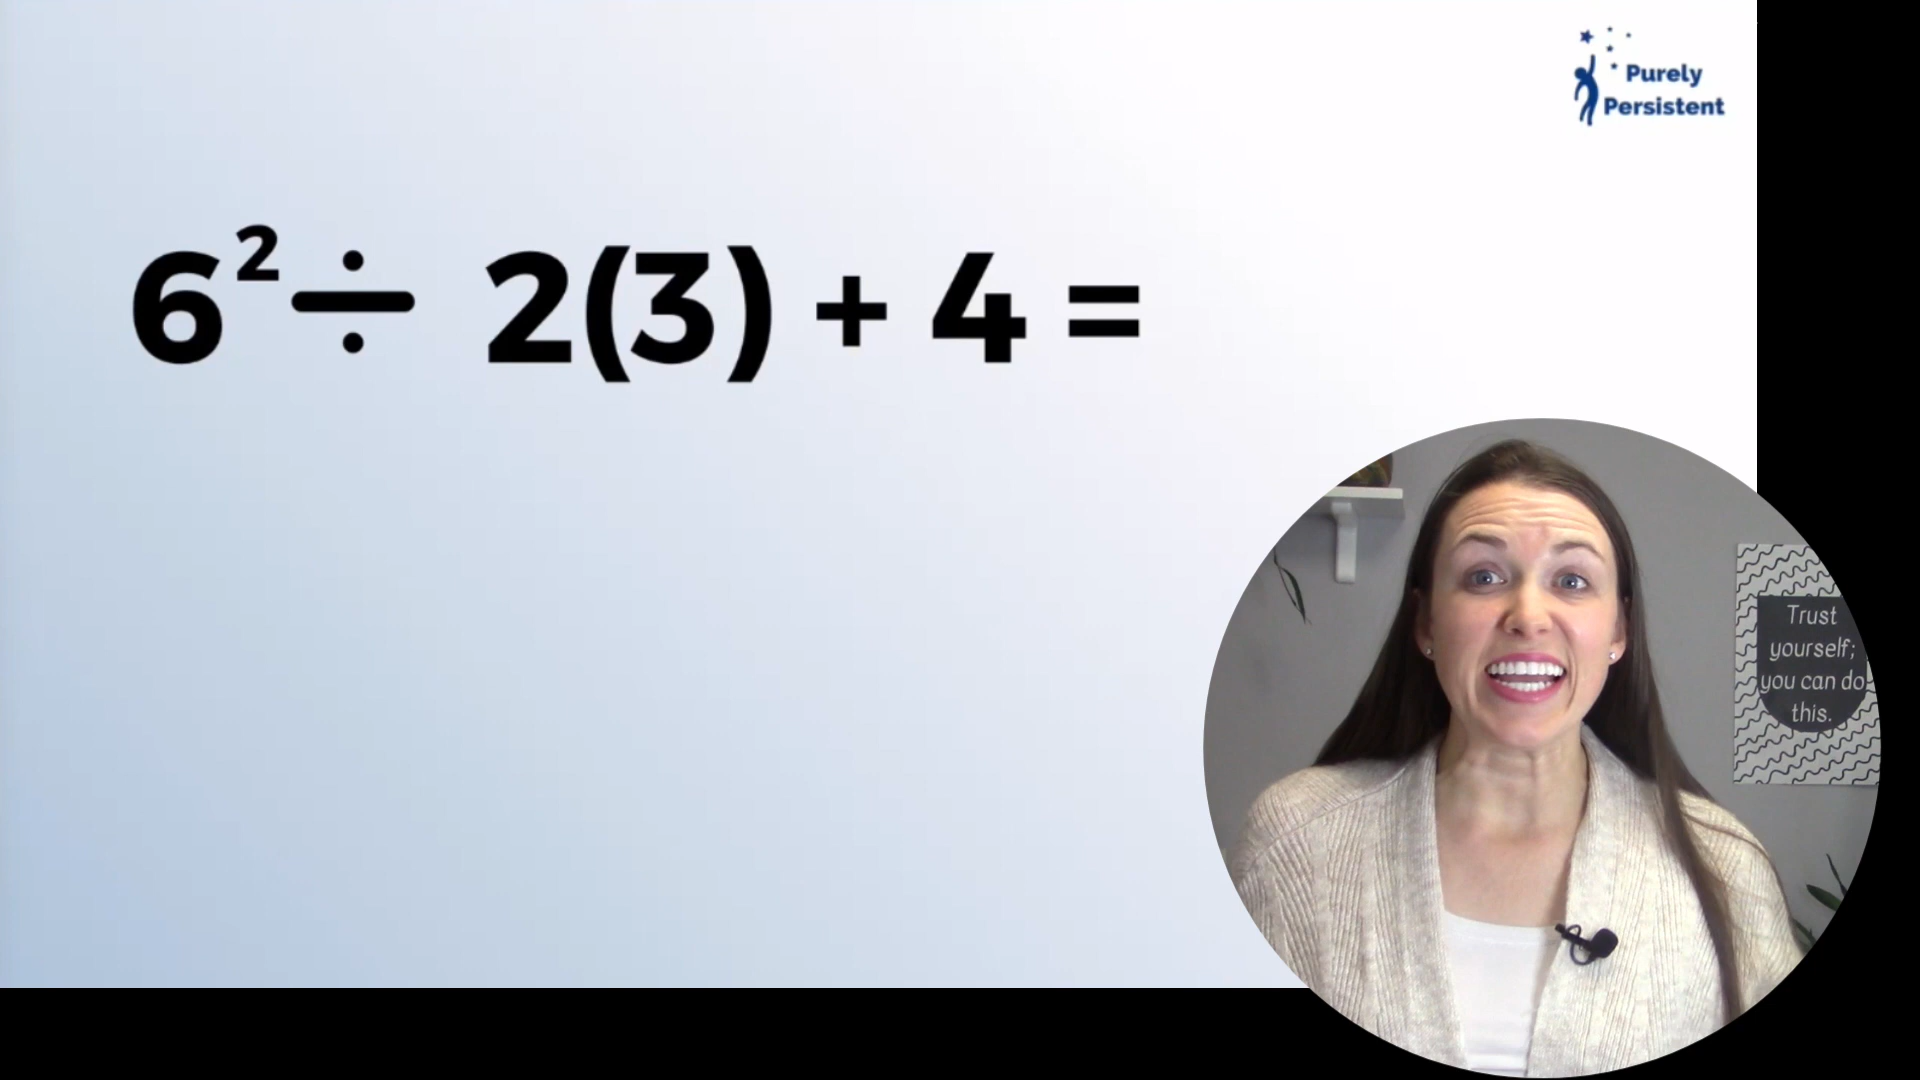 Purely
Persistent
6² ÷ 2(3) + 4 =
Trust
yourself;
you can do
this.